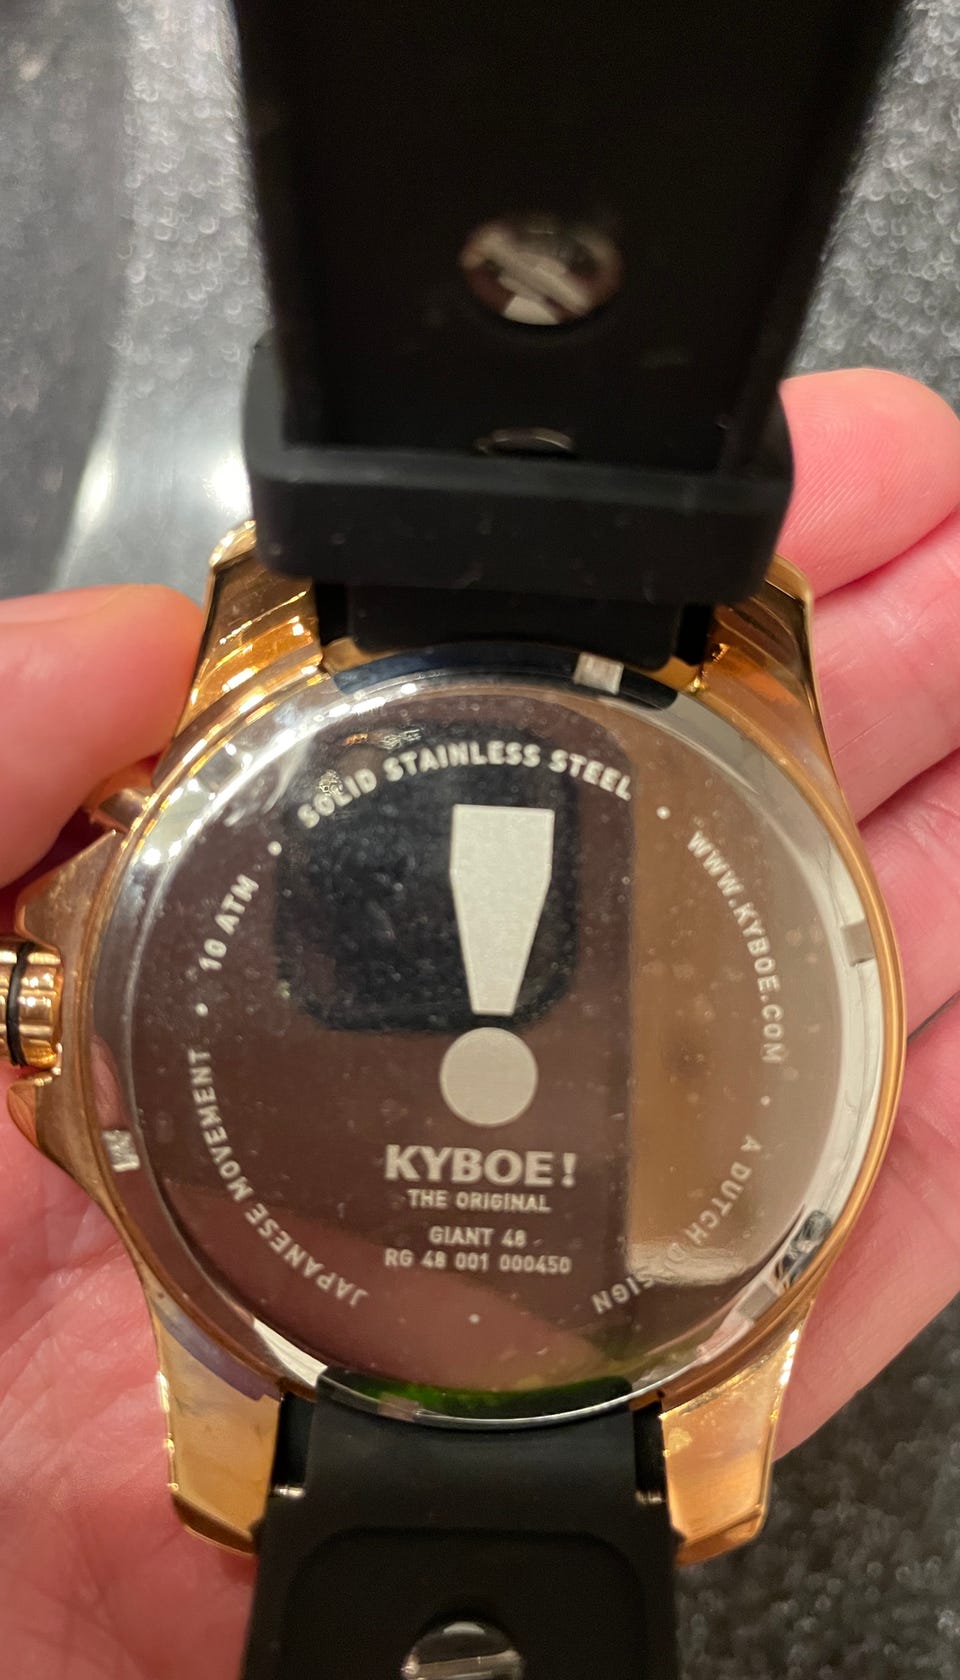 SOLID STAINLESS STEEL
• WWW.KYBOE.COM
• A DUTCH DESIGN
• JAPANESE MOVEMENT
• 10 ATM •
KYBOE!
THE ORIGINAL
GIANT 48
RG 48 001 000450